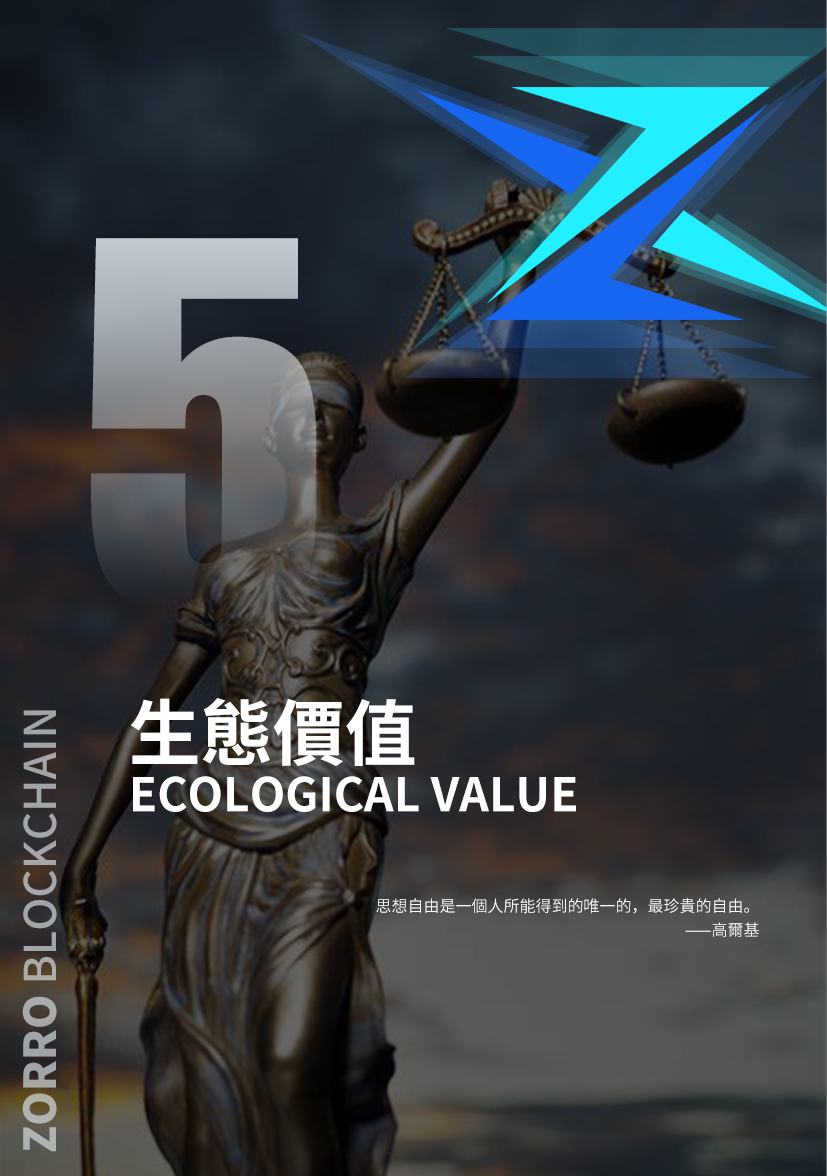 5
生態價值
ECOLOGICAL VALUE
思想自由是一個人所能得到的唯一的，最珍貴的自由。
——高爾基
ZORRO BLOCKCHAIN